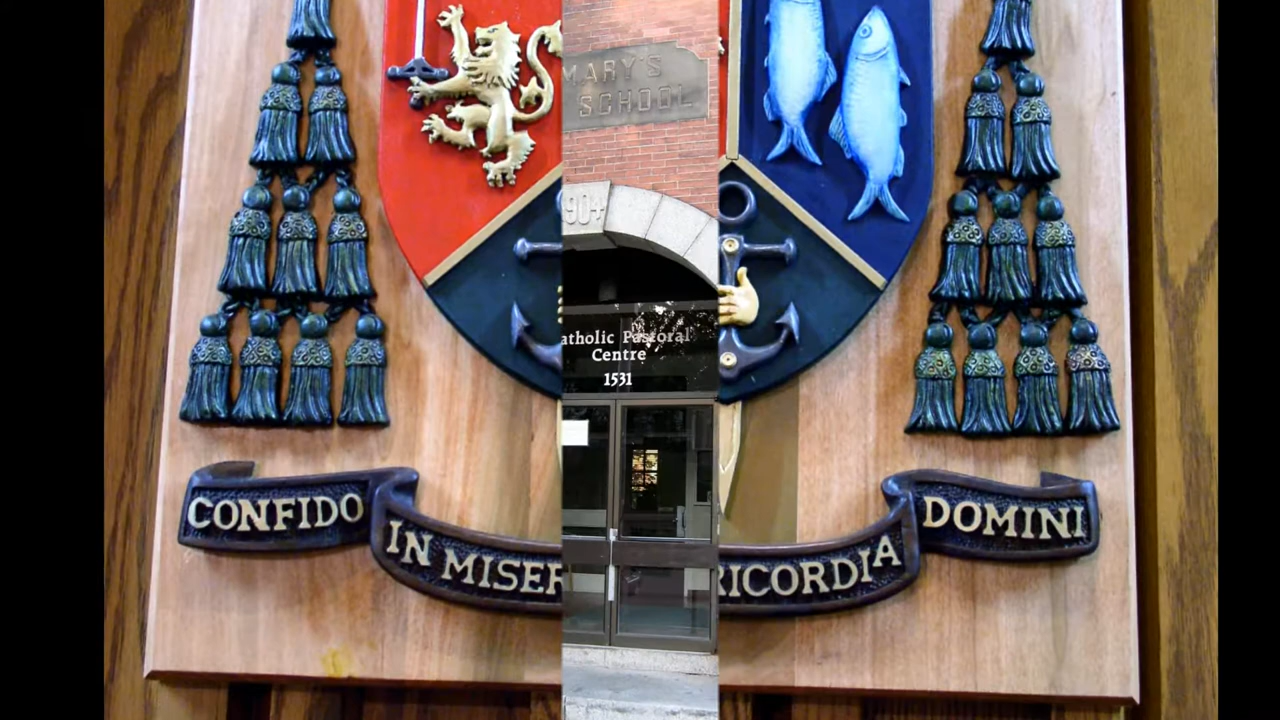 MARY'S
SCHOOL
90+
atholic Pastoral
Centre
1531
CONFIDO
IN MISER
RICORDIA
DOMINI